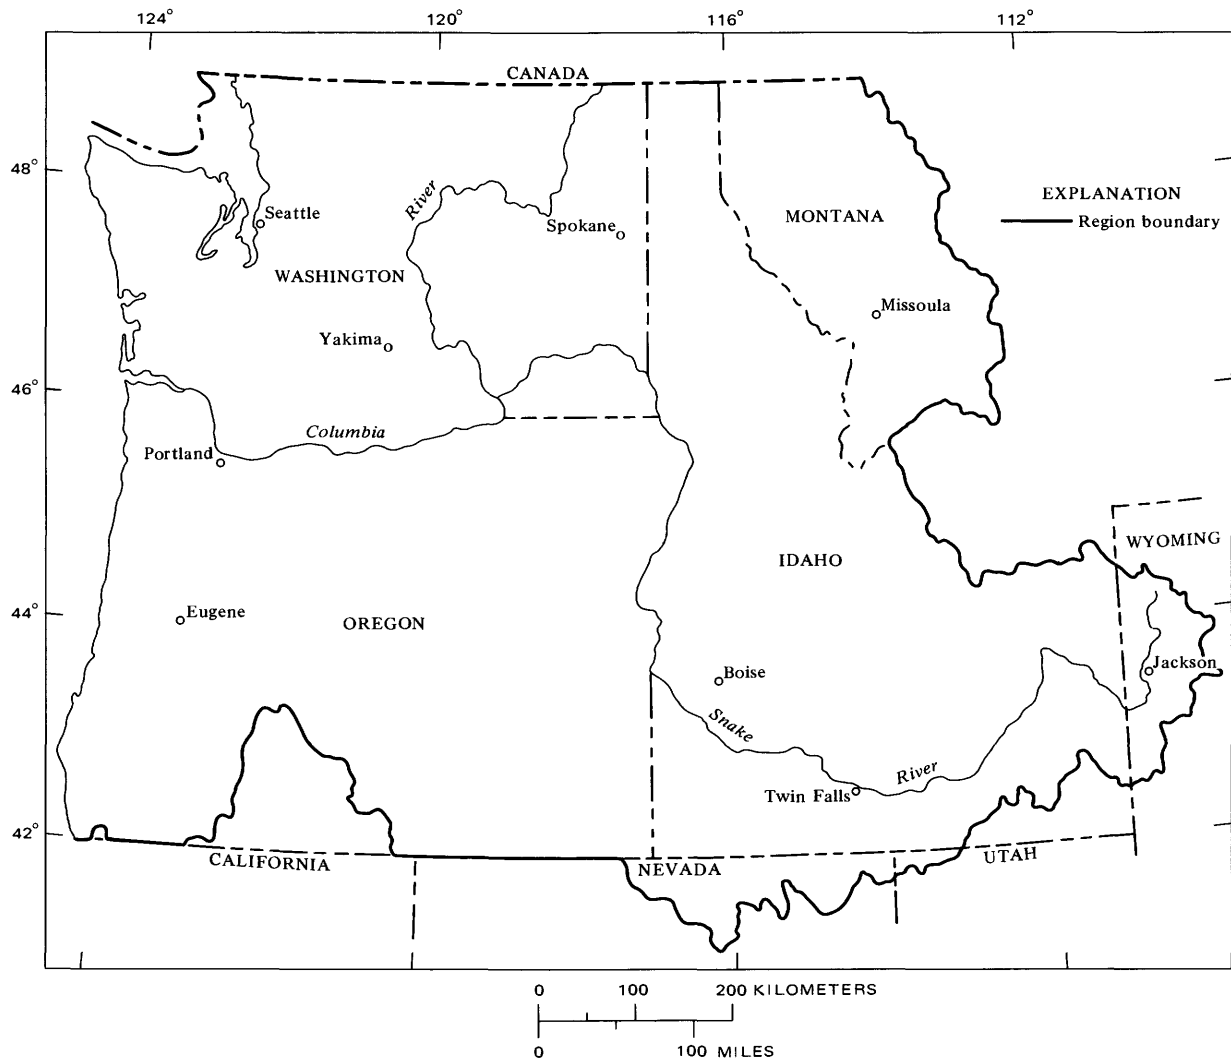 124° 120° 116° 112°
CANADA
48°
EXPLANATION
River
MONTANA
Seattle
Region boundary
Spokane
WASHINGTON
Missoula
Yakima
46°
Columbia
Portland
WYOMING
IDAHO
44°
Eugene
OREGON
Jackson
Boise
Snake
River
Twin Falls
42°
CALIFORNIA
NEVADA
UTAH
0 100 200 KILOMETERS
0 100 MILES